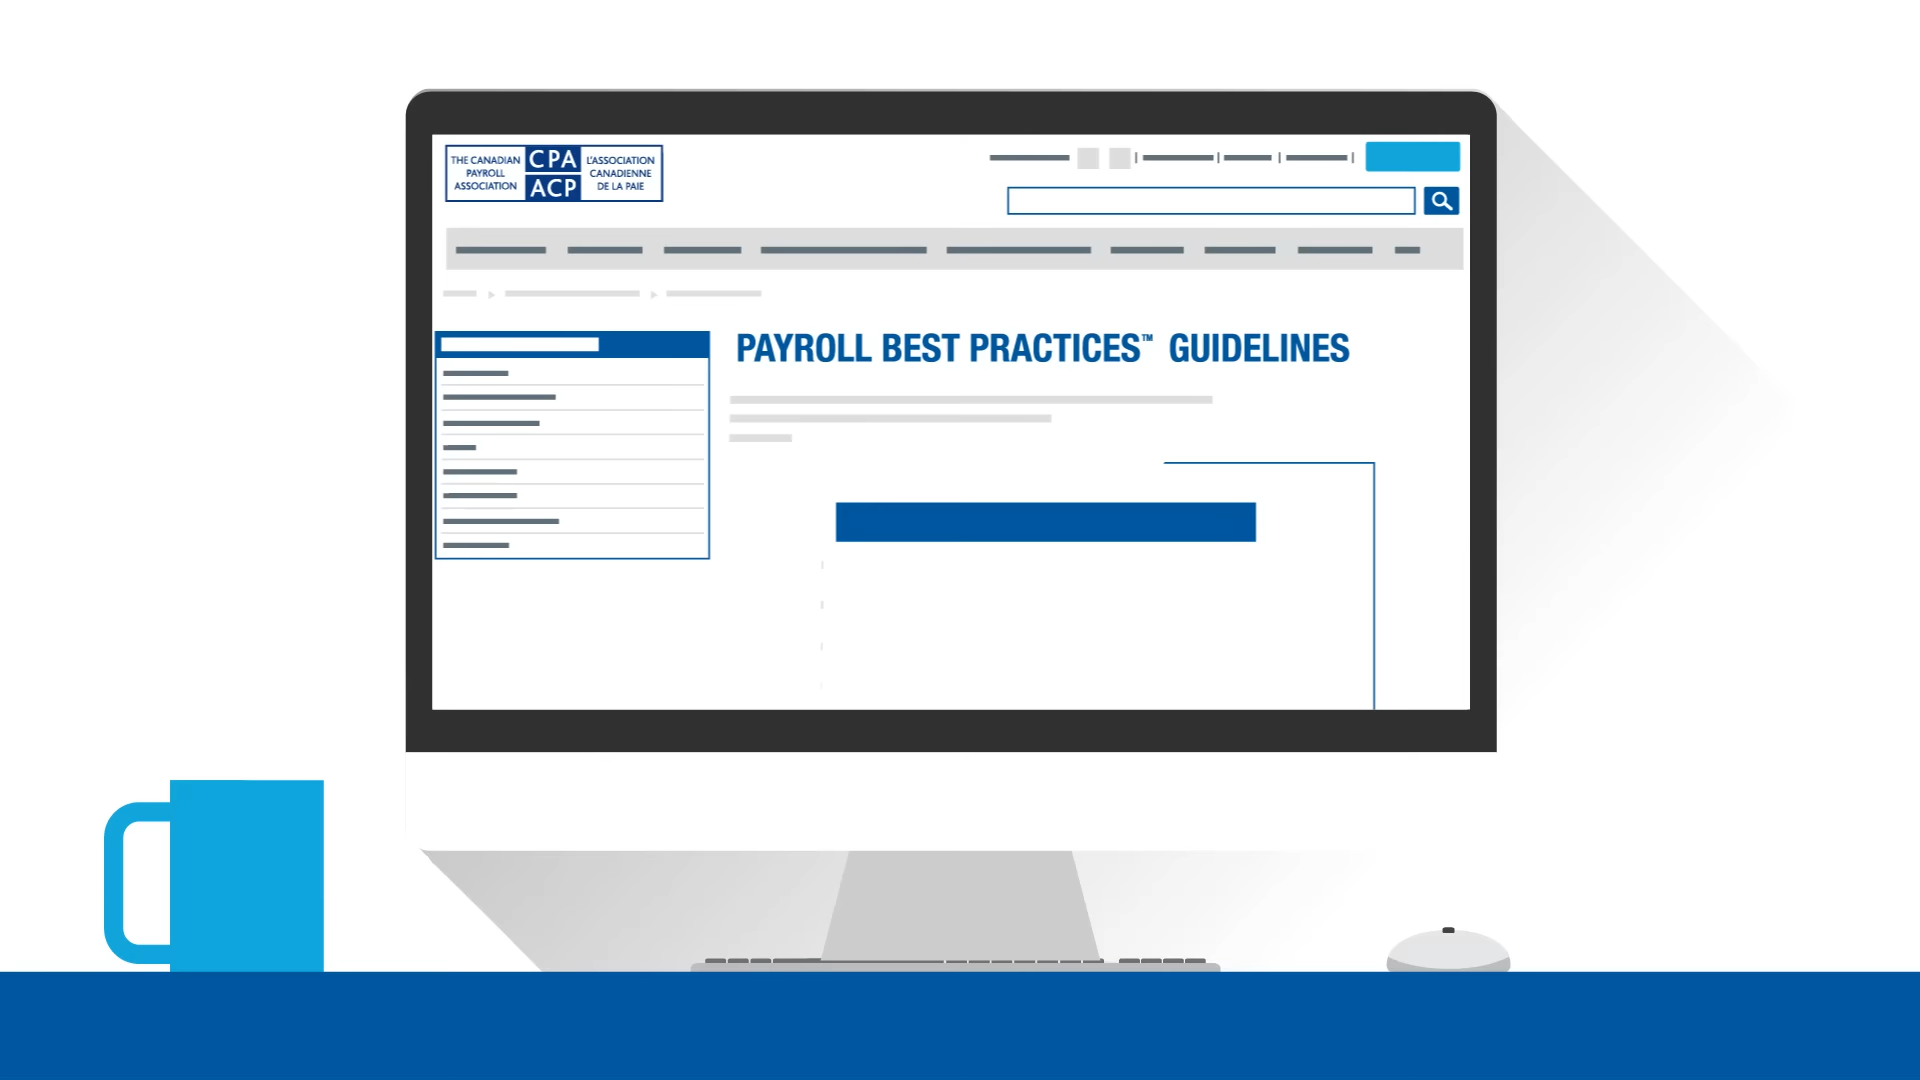 THE CANADIAN
PAYROLL
ASSOCIATION
CPA
ACP
L'ASSOCIATION
CANADIENNE
DE LA PAIE
PAYROLL BEST PRACTICES™ GUIDELINES